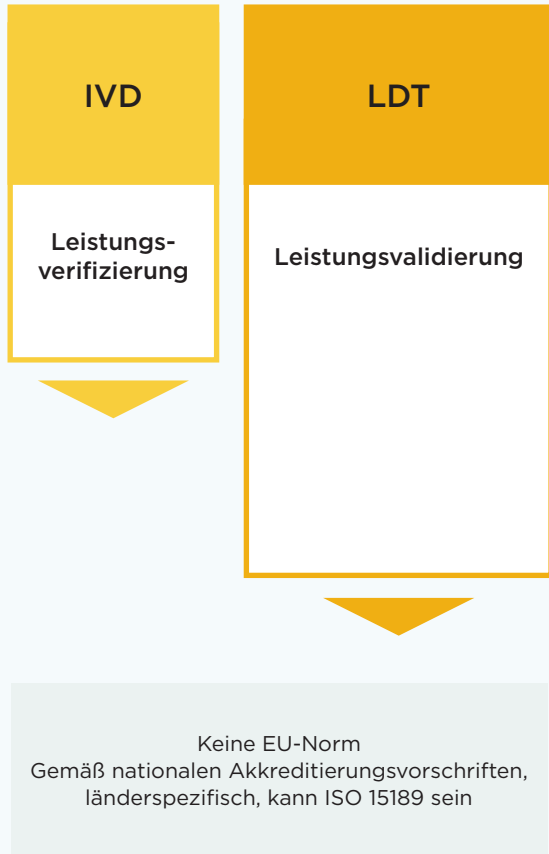 IVD
Leistungs-
verifizierung
LDT
Leistungsvalidierung
Keine EU-Norm
Gemäß nationalen Akkreditierungsvorschriften,
länderspezifisch, kann ISO 15189 sein